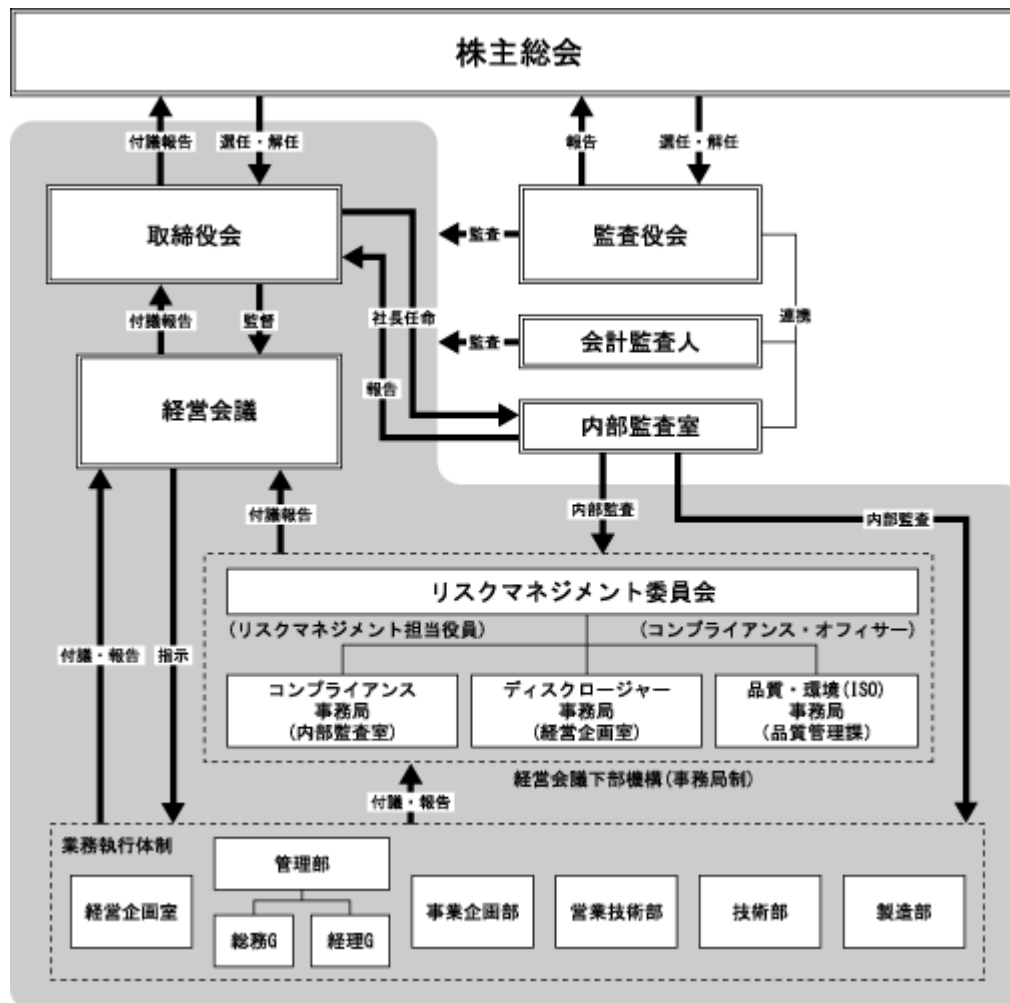 株主総会
付議報告
選任・解任
報告
選任・解任
取締役会
監査
監査役会
付議報告
監督
社長任命
監査
会計監査人
連携
経営会議
報告
内部監査室
付議報告
内部監査
内部監査
リスクマネジメント委員会
(リスクマネジメント担当役員)
(コンプライアンス・オフィサー)
付議・報告
指示
コンプライアンス
事務局
(内部監査室)
ディスクロージャー
事務局
(経営企画室)
品質・環境(ISO)
事務局
(品質管理課)
経営会議下部機構(事務局制)
付議・報告
業務執行体制
経営企画室
管理部
総務G
経理G
事業企画部
営業技術部
技術部
製造部